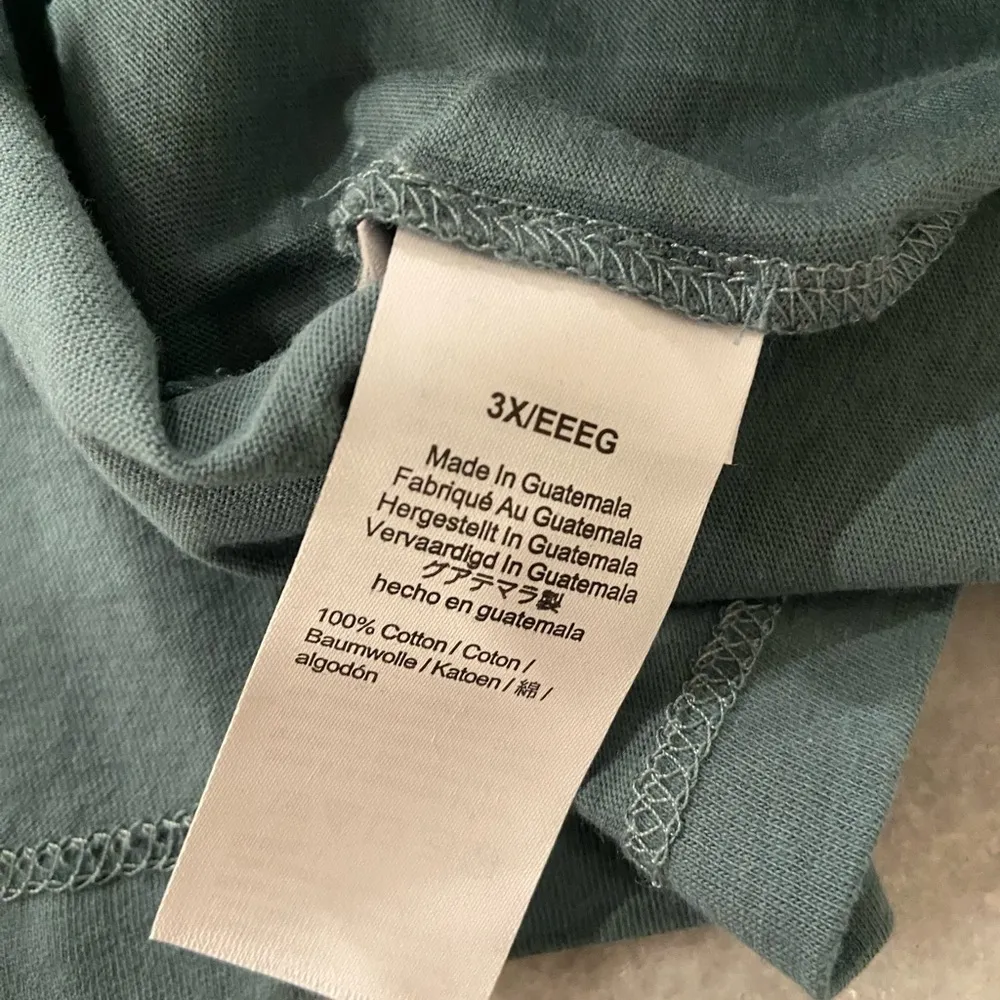 3X/EEEG
Made In Guatemala
Fabriqué Au Guatemala
Hergestellt In Guatemala
Vervaardigd In Guatemala
グアテマラ製
hecho en guatemala
100% Cotton / Coton /
Baumwolle / Katoen / 綿 /
algodón